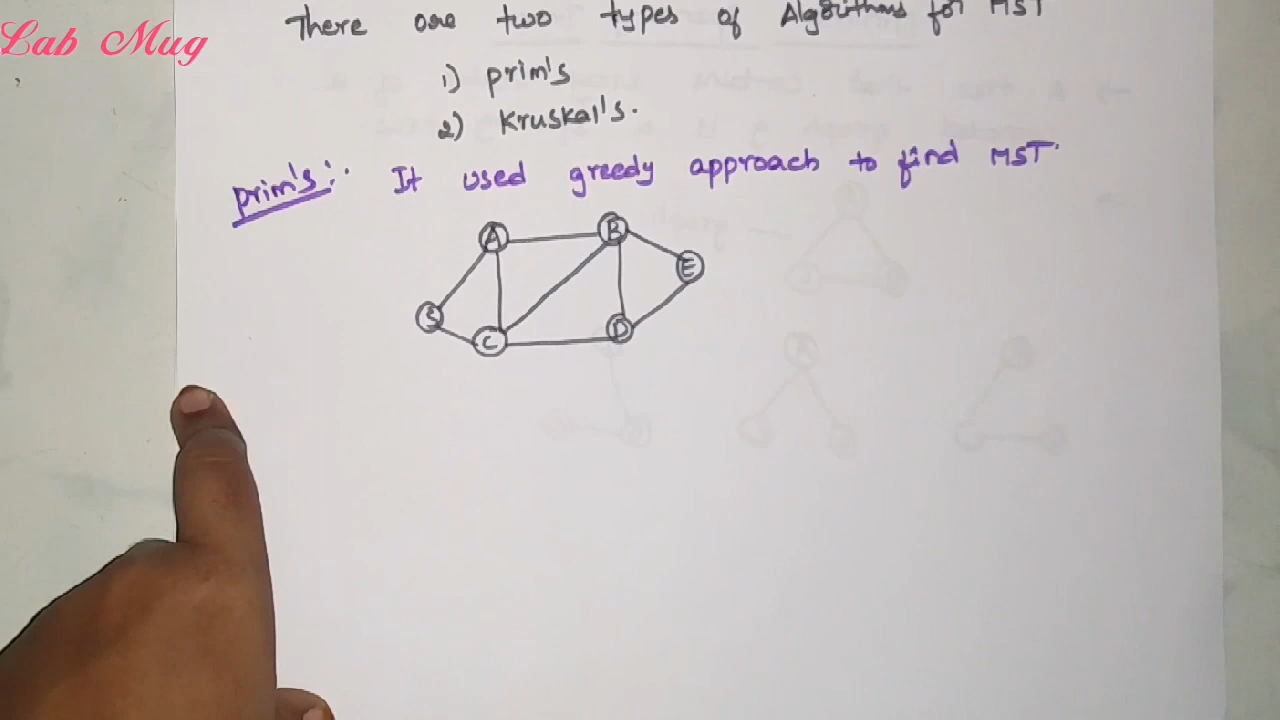 There are two types of Algorithms for MST
Lab Mug
1) prim's
2) Kruskal's.
prim's:- It used greedy approach to find MST.
A B
E
S
C D